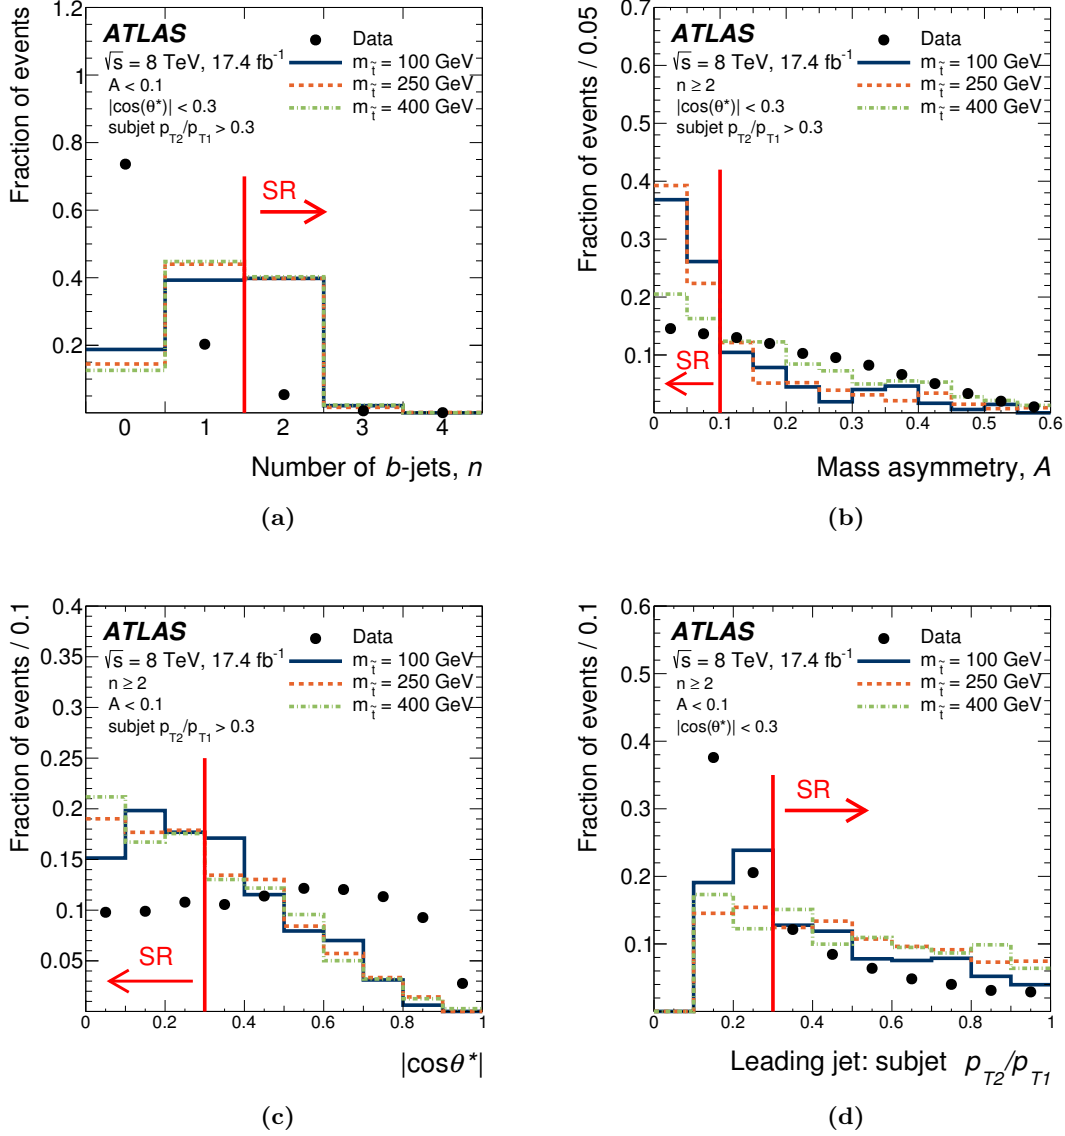 ATLAS
√s = 8 TeV, 17.4 fb⁻¹
A < 0.1
|cos(θ*)| < 0.3
subjet p_T2/p_T1 > 0.3
Data
m_t̃ = 100 GeV
m_t̃ = 250 GeV
m_t̃ = 400 GeV
SR
Fraction of events
1.2
1
0.8
0.6
0.4
0.2
0 1 2 3 4
Number of b-jets, n
(a)
ATLAS
√s = 8 TeV, 17.4 fb⁻¹
n ≥ 2
|cos(θ*)| < 0.3
subjet p_T2/p_T1 > 0.3
Data
m_t̃ = 100 GeV
m_t̃ = 250 GeV
m_t̃ = 400 GeV
SR
Fraction of events / 0.05
0.7
0.6
0.5
0.4
0.3
0.2
0.1
0 0.1 0.2 0.3 0.4 0.5 0.6
Mass asymmetry, A
(b)
ATLAS
√s = 8 TeV, 17.4 fb⁻¹
n ≥ 2
A < 0.1
subjet p_T2/p_T1 > 0.3
Data
m_t̃ = 100 GeV
m_t̃ = 250 GeV
m_t̃ = 400 GeV
SR
Fraction of events / 0.1
0.4
0.35
0.3
0.25
0.2
0.15
0.1
0.05
0 0.2 0.4 0.6 0.8 1
|cosθ*|
(c)
ATLAS
√s = 8 TeV, 17.4 fb⁻¹
n ≥ 2
A < 0.1
|cos(θ*)| < 0.3
Data
m_t̃ = 100 GeV
m_t̃ = 250 GeV
m_t̃ = 400 GeV
SR
Fraction of events / 0.1
0.6
0.5
0.4
0.3
0.2
0.1
0 0.2 0.4 0.6 0.8 1
Leading jet: subjet p_T2/p_T1
(d)